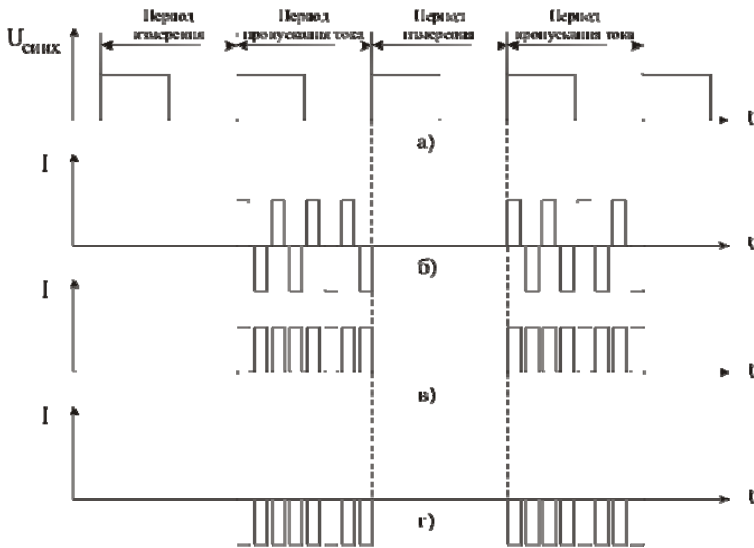 Период измерения
Период пропускания тока
Период измерения
Период пропускания тока
Uсинх
t
а)
I
t
б)
I
t
в)
I
t
г)